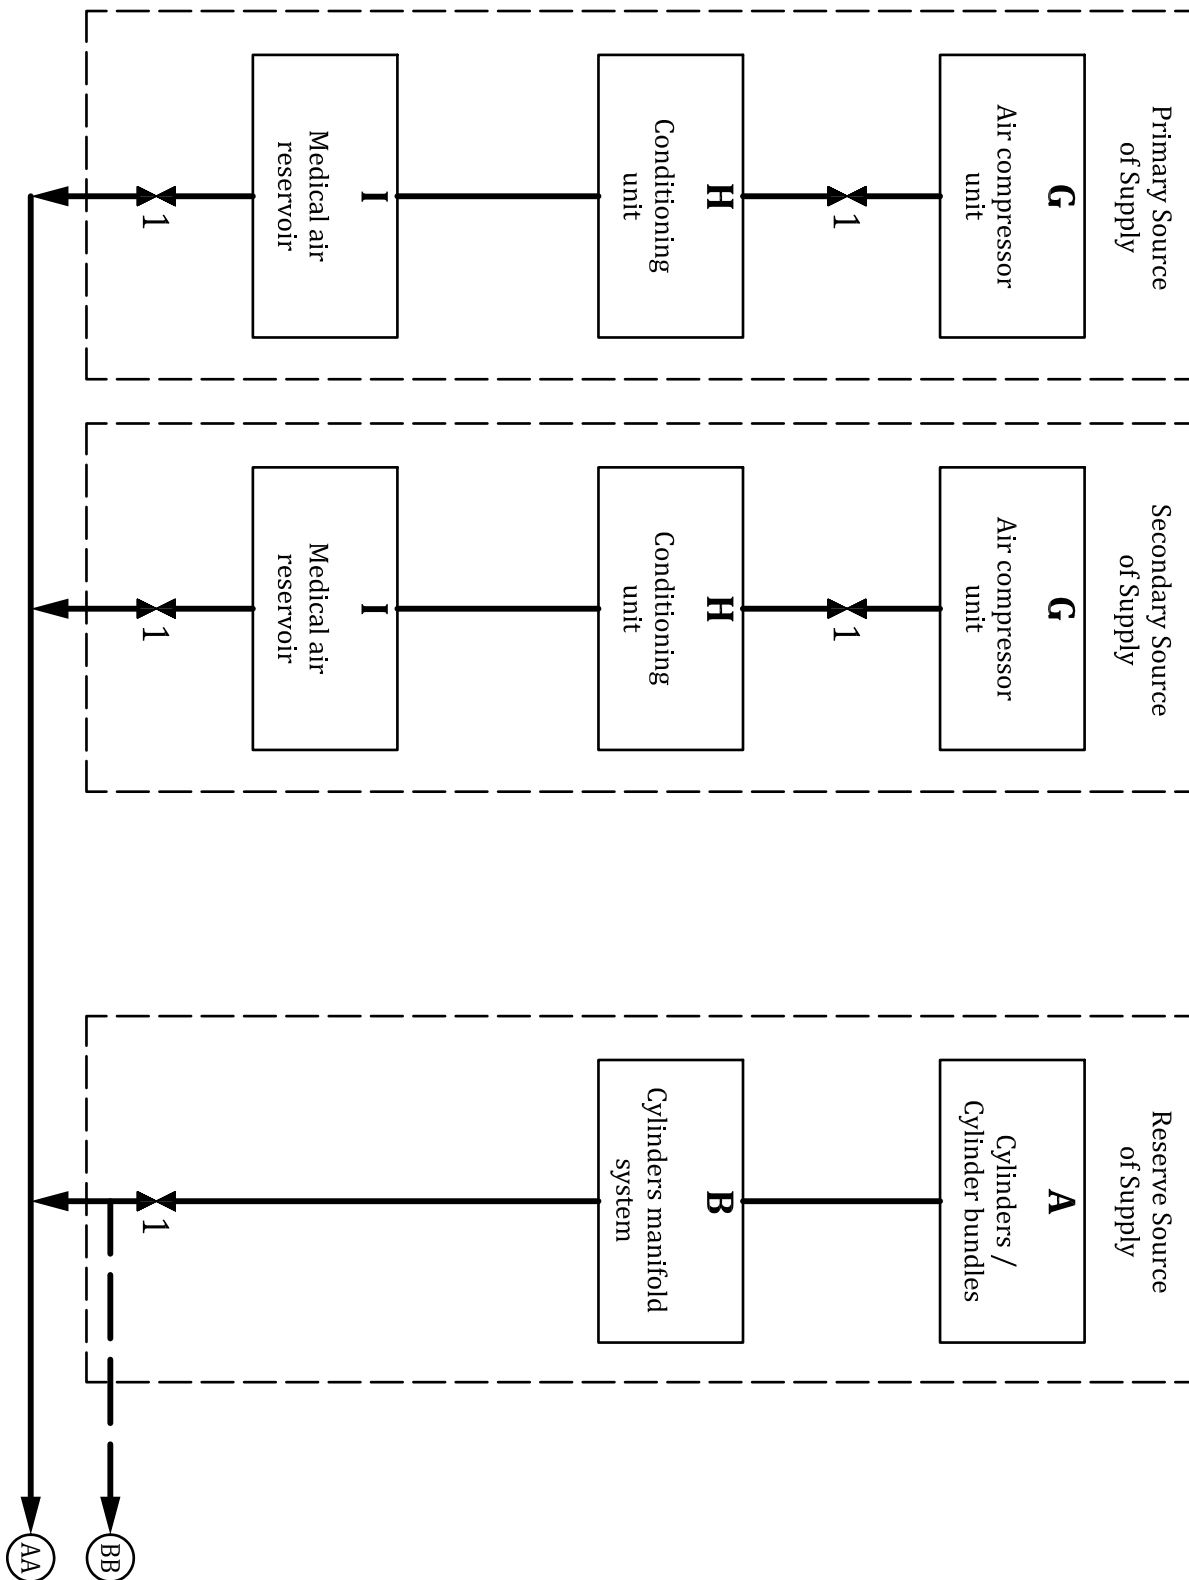 Primary Source
of Supply
G
Air compressor
unit
1
H
Conditioning
unit
I
Medical air
reservoir
1
Secondary Source
of Supply
G
Air compressor
unit
1
H
Conditioning
unit
I
Medical air
reservoir
1
Reserve Source
of Supply
A
Cylinders /
Cylinder bundles
B
Cylinders manifold
system
1
BB
AA